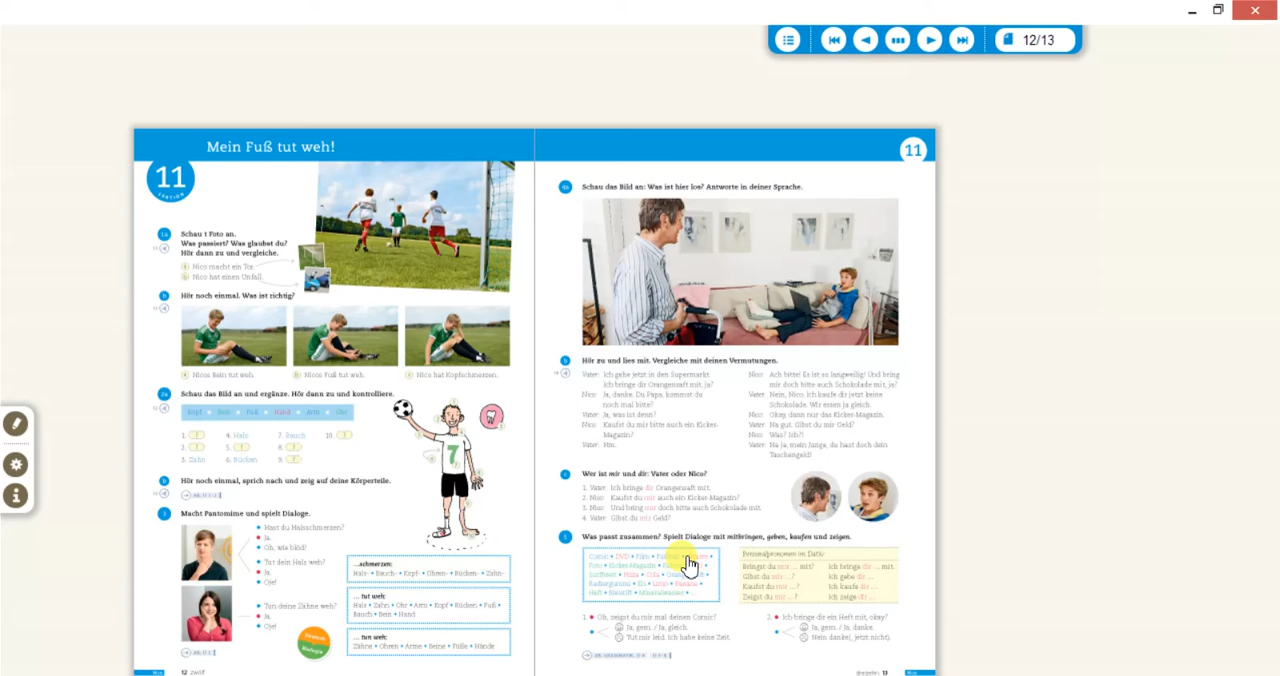 12/13
Mein Fuß tut weh!
11
11
LEKTION
1a Schau t Foto an.
Was passiert? Was glaubst du?
Hör dann zu und vergleiche.
a Nico macht ein Tor.
b Nico hat einen Unfall.
b Hör noch einmal. Was ist richtig?
a Nicos Bein tut weh.
b Nicos Fuß tut weh.
c Nico hat Kopfschmerzen.
2a Schau das Bild an und ergänze. Hör dann zu und kontrolliere.
Kopf • Bein • Fuß • Hand • Arm • Ohr
1. ? 4. Hals 7. Bauch 10. ?
2. ? 5. ? 8. ?
3. Zahn 6. Rücken 9. ?
7
b Hör noch einmal, sprich nach und zeig auf deine Körperteile.
3 Macht Pantomime und spielt Dialoge.
• Hast du Halsschmerzen?
• Ja.
• Oh, wie blöd!
• Tut dein Hals weh?
• Ja.
• Oje!
• Tun deine Zähne weh?
• Ja.
• Oje!
...schmerzen:
Hals- • Bauch- • Kopf- • Ohren- • Rücken- • Zahn-
... tut weh:
Hals • Zahn • Ohr • Arm • Kopf • Rücken • Fuß •
Bauch • Bein • Hand
... tun weh:
Zähne • Ohren • Arme • Beine • Füße • Hände
Biologie
12 zwölf
4a Schau das Bild an: Was ist hier los? Antworte in deiner Sprache.
b Hör zu und lies mit. Vergleiche mit deinen Vermutungen.
Vater: Ich gehe jetzt in den Supermarkt.
Ich bringe dir Orangensaft mit, ja?
Nico: Ja, danke. Du Papa, kommst du
noch mal bitte?
Vater: Ja, was ist denn?
Nico: Kaufst du mir bitte auch ein Kicker-
Magazin?
Vater: Hm.
Nico: Ach bitte! Es ist so langweilig! Und bring
mir doch bitte auch Schokolade mit, ja?
Vater: Nein, Nico. Ich kaufe dir jetzt keine
Schokolade. Wir essen ja gleich.
Nico: Okay, dann nur das Kicker-Magazin.
Vater: Na gut. Gibst du mir Geld?
Nico: Was? Ich?!
Vater: Na ja, mein Junge, du hast doch dein
Taschengeld!
c Wer ist mir und dir: Vater oder Nico?
1. Vater: Ich bringe dir Orangensaft mit.
2. Nico: Kaufst du mir auch ein Kicker-Magazin?
3. Nico: Und bring mir doch bitte auch Schokolade mit.
4. Vater: Gibst du mir Geld?
5 Was passt zusammen? Spielt Dialoge mit mitbringen, geben, kaufen und zeigen.
Comic • DVD • Film •
Foto • Kicker-Magazin •
• Pizza • Cola •
Radiergummi • Eis • • Banane •
Heft • Bleistift • Mineralwasser •
Personalpronomen im Dativ
Bringst du mir ... mit? Ich bringe dir ... mit.
Gibst du mir ...? Ich gebe dir ...
Kaufst du mir ...? Ich kaufe dir ...
Zeigst du mir ...? Ich zeige dir ...
1. • Oh, zeigst du mir mal deinen Comic?
• Ja, gern. / Ja, gleich.
Tut mir leid. Ich habe keine Zeit.
2. • Ich bringe dir ein Heft mit, okay?
• Ja, gern. / Ja, danke.
Nein danke(, jetzt nicht).
dreizehn 13